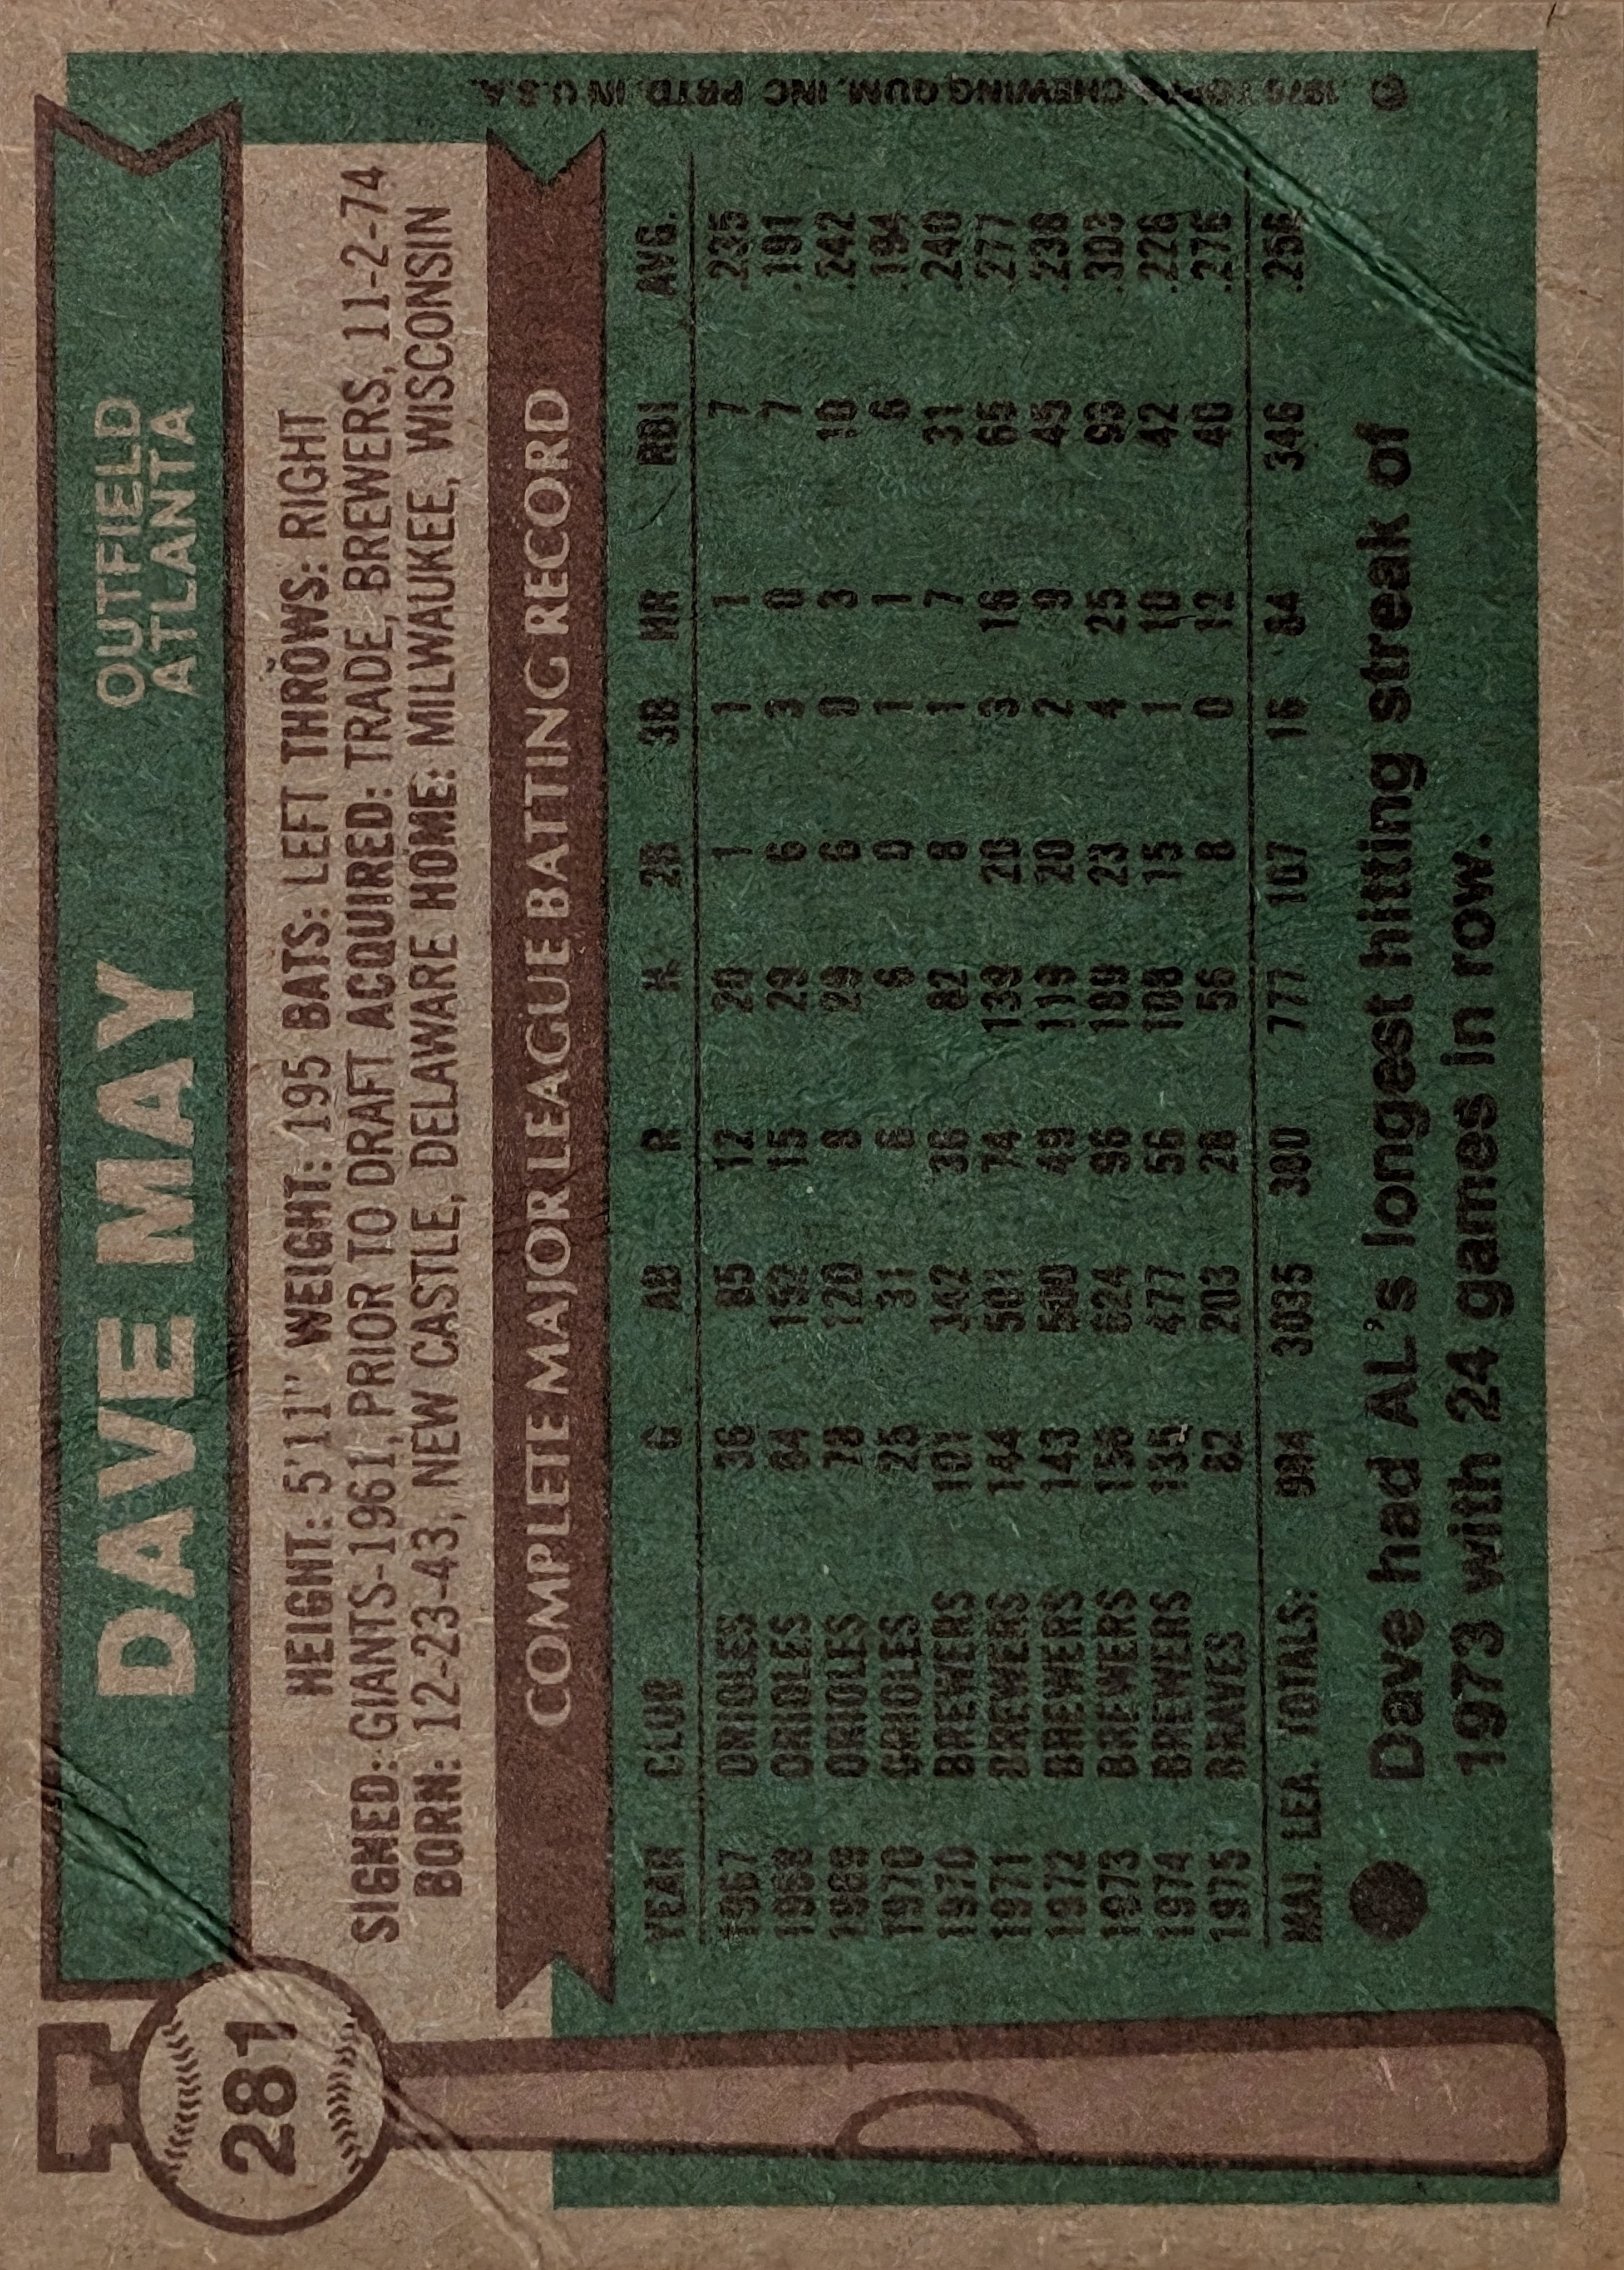 281
DAVE MAY
OUTFIELD
ATLANTA
HEIGHT: 5'11" WEIGHT: 195 BATS: LEFT THROWS: RIGHT
SIGNED: GIANTS-1961, PRIOR TO DRAFT ACQUIRED: TRADE, BREWERS, 11-2-74
BORN: 12-23-43, NEW CASTLE, DELAWARE HOME: MILWAUKEE, WISCONSIN
COMPLETE MAJOR LEAGUE BATTING RECORD
YEAR CLUB G AB R H 2B 3B HR RBI AVG.
1967 ORIOLES 36 85 12 20 1 1 1 7 .235
1968 ORIOLES 84 152 15 29 6 3 0 7 .191
1969 ORIOLES 78 120 8 29 6 0 3 10 .242
1970 ORIOLES 25 31 6 6 0 1 1 6 .194
1970 BREWERS 101 342 36 82 8 1 7 31 .240
1971 BREWERS 144 501 74 139 20 3 16 65 .277
1972 BREWERS 143 500 49 119 20 2 9 45 .238
1973 BREWERS 156 624 96 189 23 4 25 93 .303
1974 BREWERS 135 477 56 108 15 1 10 42 .226
1975 BRAVES 82 203 28 56 8 0 12 40 .276
MAJ. LEA. TOTALS: 984 3035 380 777 107 16 84 346 .256
Dave had AL's longest hitting streak of
1973 with 24 games in row.
© 1976 TOPPS CHEWING GUM, INC. PRTD. IN U.S.A.